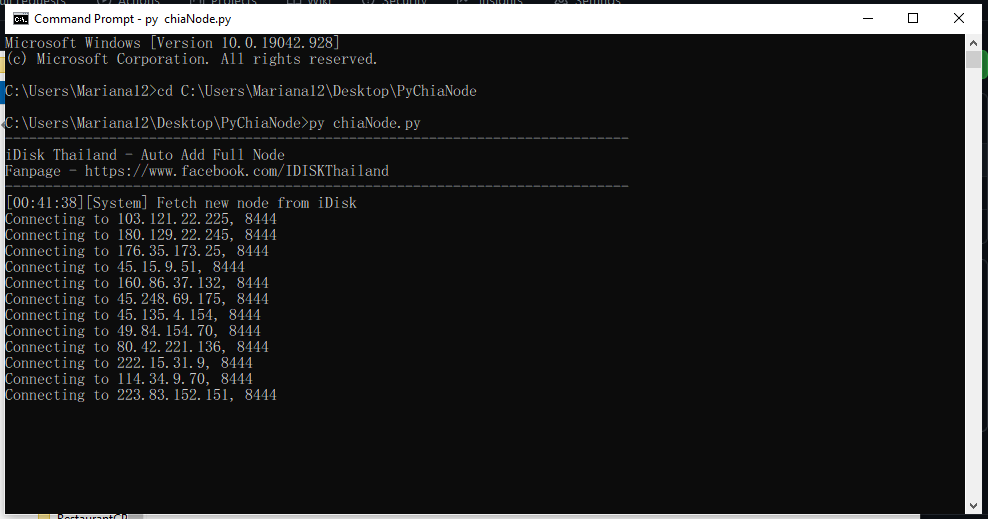 Command Prompt - py  chiaNode.py
Microsoft Windows [Version 10.0.19042.928]
(c) Microsoft Corporation. All rights reserved.
C:\Users\Mariana12>cd C:\Users\Mariana12\Desktop\PyChiaNode
C:\Users\Mariana12\Desktop\PyChiaNode>py chiaNode.py
------------------------------------------------------------------------------
iDisk Thailand - Auto Add Full Node
Fanpage - https://www.facebook.com/IDISKThailand
------------------------------------------------------------------------------
[00:41:38][System] Fetch new node from iDisk
Connecting to 103.121.22.225, 8444
Connecting to 180.129.22.245, 8444
Connecting to 176.35.173.25, 8444
Connecting to 45.15.9.51, 8444
Connecting to 160.86.37.132, 8444
Connecting to 45.248.69.175, 8444
Connecting to 45.135.4.154, 8444
Connecting to 49.84.154.70, 8444
Connecting to 80.42.221.136, 8444
Connecting to 222.15.31.9, 8444
Connecting to 114.34.9.70, 8444
Connecting to 223.83.152.151, 8444